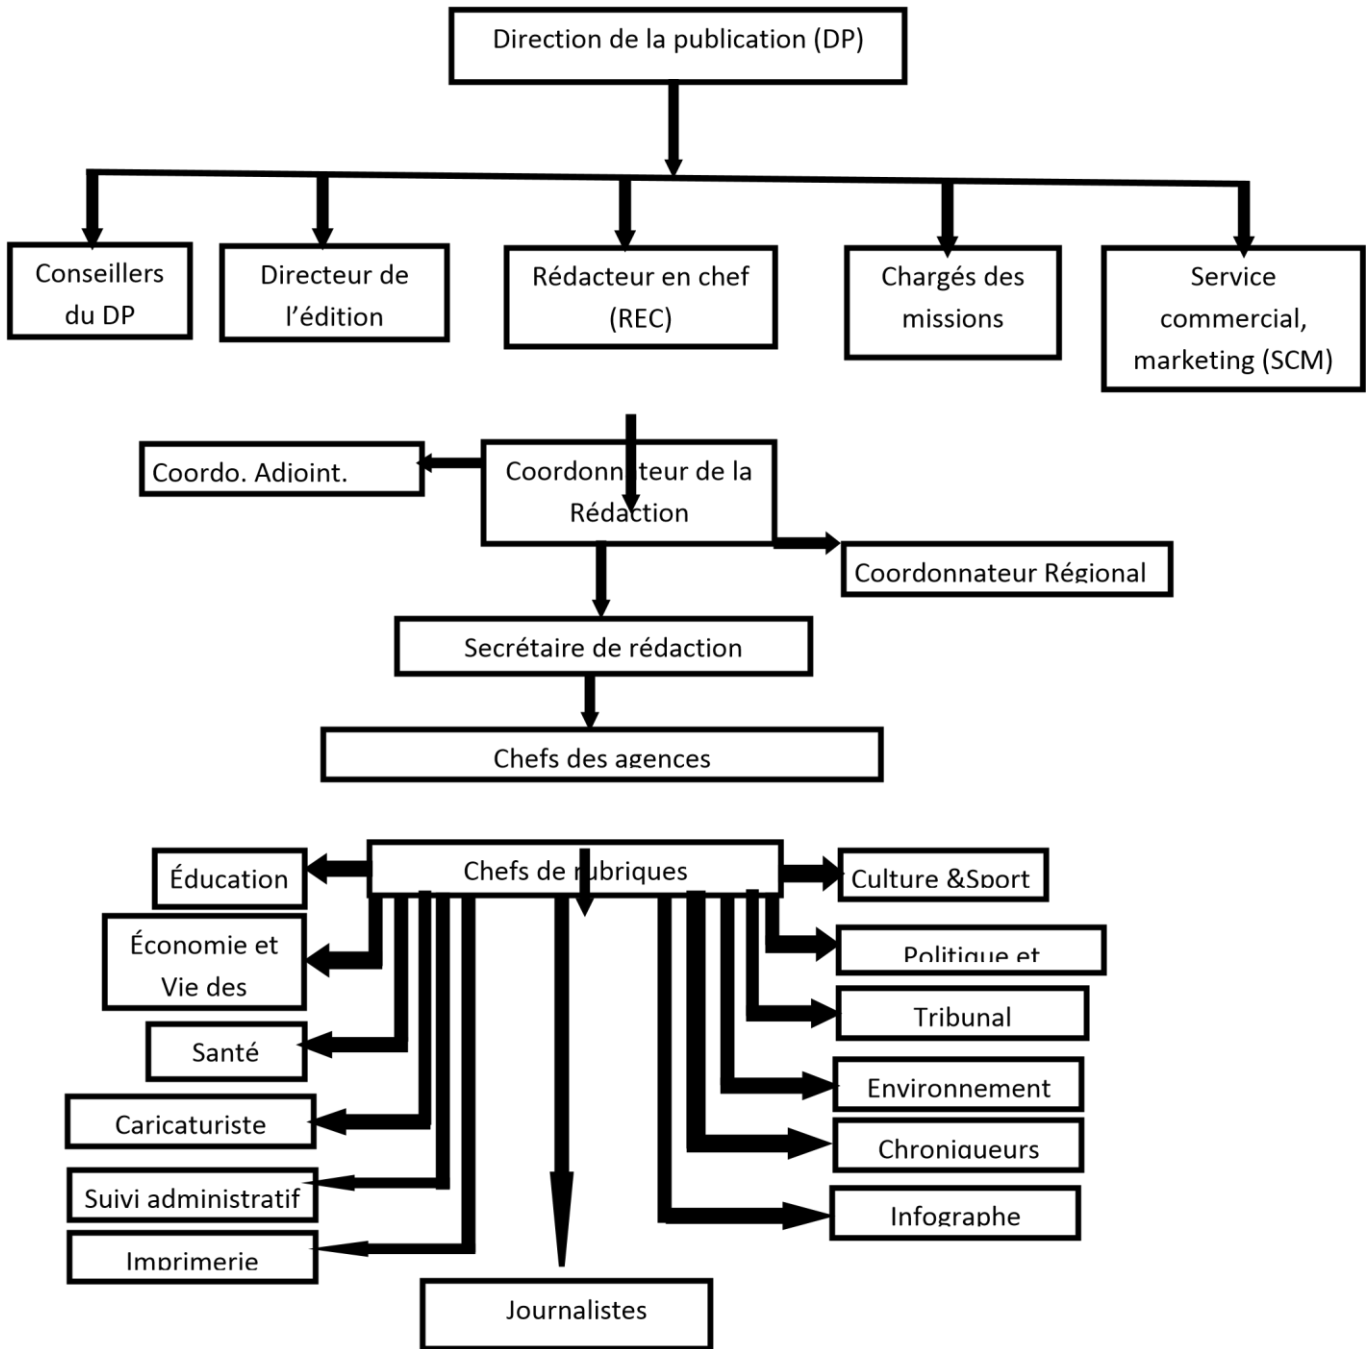 Direction de la publication (DP)
Conseillers
du DP
Directeur de
l’édition
Rédacteur en chef
(REC)
Chargés des
missions
Service
commercial,
marketing (SCM)
Coordo. Adjoint.
Coordonnateur de la
Rédaction
Coordonnateur Régional
Secrétaire de rédaction
Chefs des agences
Chefs de rubriques
Éducation
Économie et
Vie des
Santé
Caricaturiste
Suivi administratif
Imprimerie
Culture &Sport
Politique et
Tribunal
Environnement
Chroniqueurs
Infographe
Journalistes